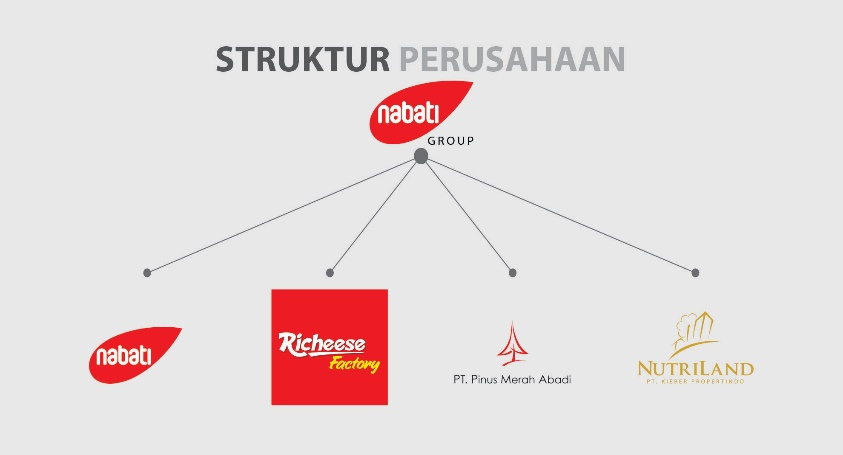 STRUKTUR PERUSAHAAN
nabati
GROUP
nabati
Richeese
Factory
PT. Pinus Merah Abadi
NUTRILAND
PT. KIEBER PROPERTINDO